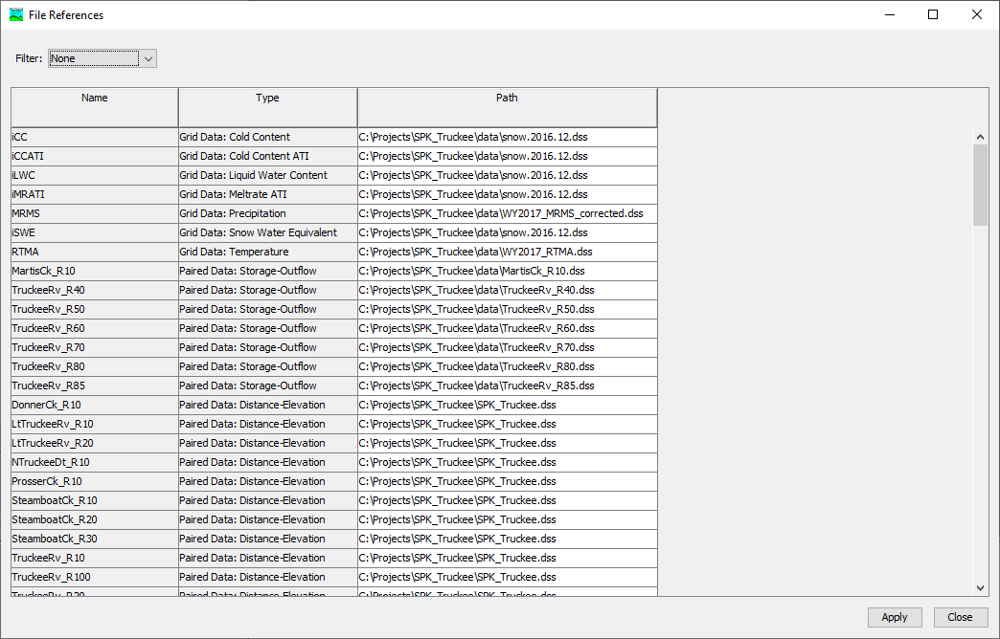 File References
Filter: None
Name Type Path
iCC Grid Data: Cold Content C:\Projects\SPK_Truckee\data\snow.2016.12.dss
iCCATI Grid Data: Cold Content ATI C:\Projects\SPK_Truckee\data\snow.2016.12.dss
iLWC Grid Data: Liquid Water Content C:\Projects\SPK_Truckee\data\snow.2016.12.dss
iMRATI Grid Data: Meltrate ATI C:\Projects\SPK_Truckee\data\snow.2016.12.dss
MRMS Grid Data: Precipitation C:\Projects\SPK_Truckee\data\WY2017_MRMS_corrected.dss
iSWE Grid Data: Snow Water Equivalent C:\Projects\SPK_Truckee\data\snow.2016.12.dss
RTMA Grid Data: Temperature C:\Projects\SPK_Truckee\data\WY2017_RTMA.dss
MartisCk_R10 Paired Data: Storage-Outflow C:\Projects\SPK_Truckee\data\MartisCk_R10.dss
TruckeeRv_R40 Paired Data: Storage-Outflow C:\Projects\SPK_Truckee\data\TruckeeRv_R40.dss
TruckeeRv_R50 Paired Data: Storage-Outflow C:\Projects\SPK_Truckee\data\TruckeeRv_R50.dss
TruckeeRv_R60 Paired Data: Storage-Outflow C:\Projects\SPK_Truckee\data\TruckeeRv_R60.dss
TruckeeRv_R70 Paired Data: Storage-Outflow C:\Projects\SPK_Truckee\data\TruckeeRv_R70.dss
TruckeeRv_R80 Paired Data: Storage-Outflow C:\Projects\SPK_Truckee\data\TruckeeRv_R80.dss
TruckeeRv_R85 Paired Data: Storage-Outflow C:\Projects\SPK_Truckee\data\TruckeeRv_R85.dss
DonnerCk_R10 Paired Data: Distance-Elevation C:\Projects\SPK_Truckee\SPK_Truckee.dss
LtTruckeeRv_R10 Paired Data: Distance-Elevation C:\Projects\SPK_Truckee\SPK_Truckee.dss
LtTruckeeRv_R20 Paired Data: Distance-Elevation C:\Projects\SPK_Truckee\SPK_Truckee.dss
NTruckeeDt_R10 Paired Data: Distance-Elevation C:\Projects\SPK_Truckee\SPK_Truckee.dss
ProsserCk_R10 Paired Data: Distance-Elevation C:\Projects\SPK_Truckee\SPK_Truckee.dss
SteamboatCk_R10 Paired Data: Distance-Elevation C:\Projects\SPK_Truckee\SPK_Truckee.dss
SteamboatCk_R20 Paired Data: Distance-Elevation C:\Projects\SPK_Truckee\SPK_Truckee.dss
SteamboatCk_R30 Paired Data: Distance-Elevation C:\Projects\SPK_Truckee\SPK_Truckee.dss
TruckeeRv_R10 Paired Data: Distance-Elevation C:\Projects\SPK_Truckee\SPK_Truckee.dss
TruckeeRv_R100 Paired Data: Distance-Elevation C:\Projects\SPK_Truckee\SPK_Truckee.dss
TruckeeRv_R20 Paired Data: Distance-Elevation C:\Projects\SPK_Truckee\SPK_Truckee.dss
Apply Close